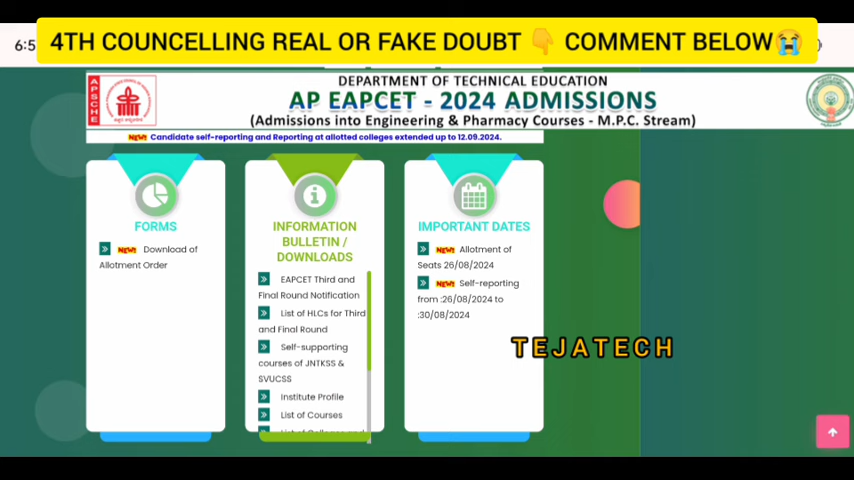 4TH COUNCELLING REAL OR FAKE DOUBT 👇 COMMENT BELOW😭
6:5
APSCHE
DEPARTMENT OF TECHNICAL EDUCATION
AP EAPCET - 2024 ADMISSIONS
(Admissions into Engineering & Pharmacy Courses - M.P.C. Stream)
NEW! Candidate self-reporting and Reporting at allotted colleges extended up to 12.09.2024.
FORMS
NEW! Download of
Allotment Order
INFORMATION
BULLETIN /
DOWNLOADS
EAPCET Third and
Final Round Notification
List of HLCs for Third
and Final Round
Self-supporting
courses of JNTKSS &
SVUCSS
Institute Profile
List of Courses
IMPORTANT DATES
NEW! Allotment of
Seats 26/08/2024
NEW! Self-reporting
from :26/08/2024 to
:30/08/2024
TEJATECH